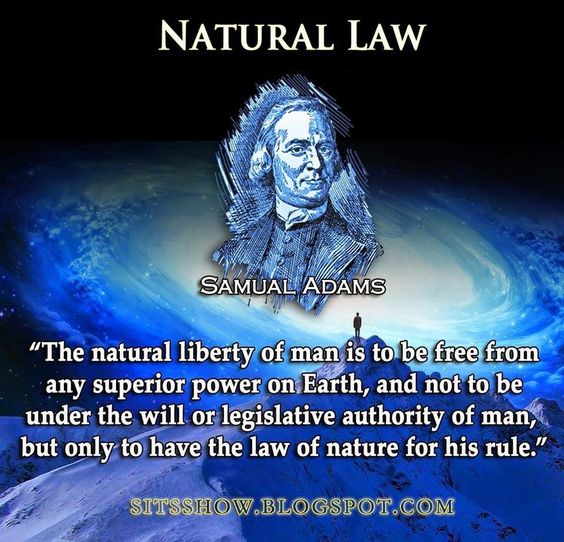 NATURAL LAW
SAMUAL ADAMS
“The natural liberty of man is to be free from
any superior power on Earth, and not to be
under the will or legislative authority of man,
but only to have the law of nature for his rule.”
SITSSHOW.BLOGSPOT.COM